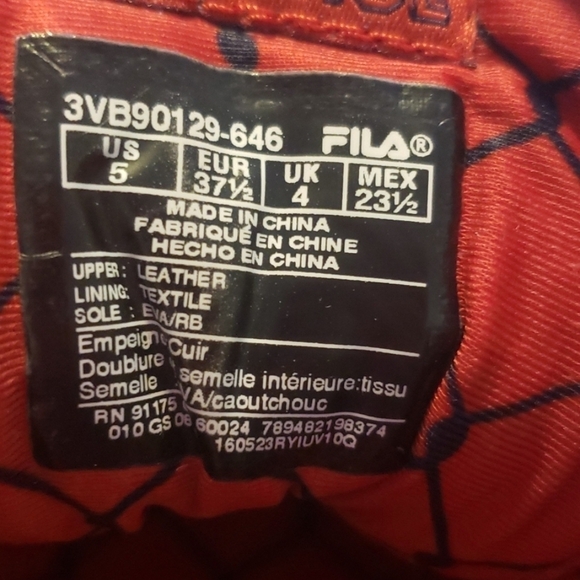 3VB90129-646 FILA®
US 5 EUR 37½ UK 4 MEX 23½
MADE IN CHINA
FABRIQUÉ EN CHINE
HECHO EN CHINA
UPPER: LEATHER
LINING: TEXTILE
SOLE : EVA/RB
Empeigne Cuir
Doublure semelle intérieure:tissu
Semelle VA/caoutchouc
RN 91175
010 GS 06 60024 789482198374
160523RYIUV10Q